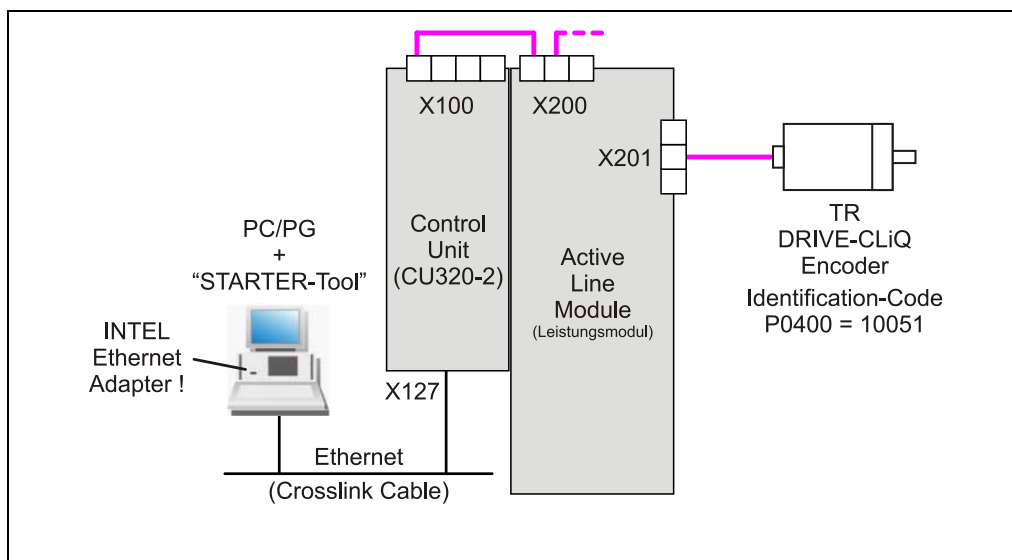 X100
X200
X201
Control
Unit
(CU320-2)
Active
Line
Module
(Leistungsmodul)
TR
DRIVE-CLiQ
Encoder
Identification-Code
P0400 = 10051
PC/PG
+
“STARTER-Tool”
INTEL
Ethernet
Adapter !
X127
Ethernet
(Crosslink Cable)